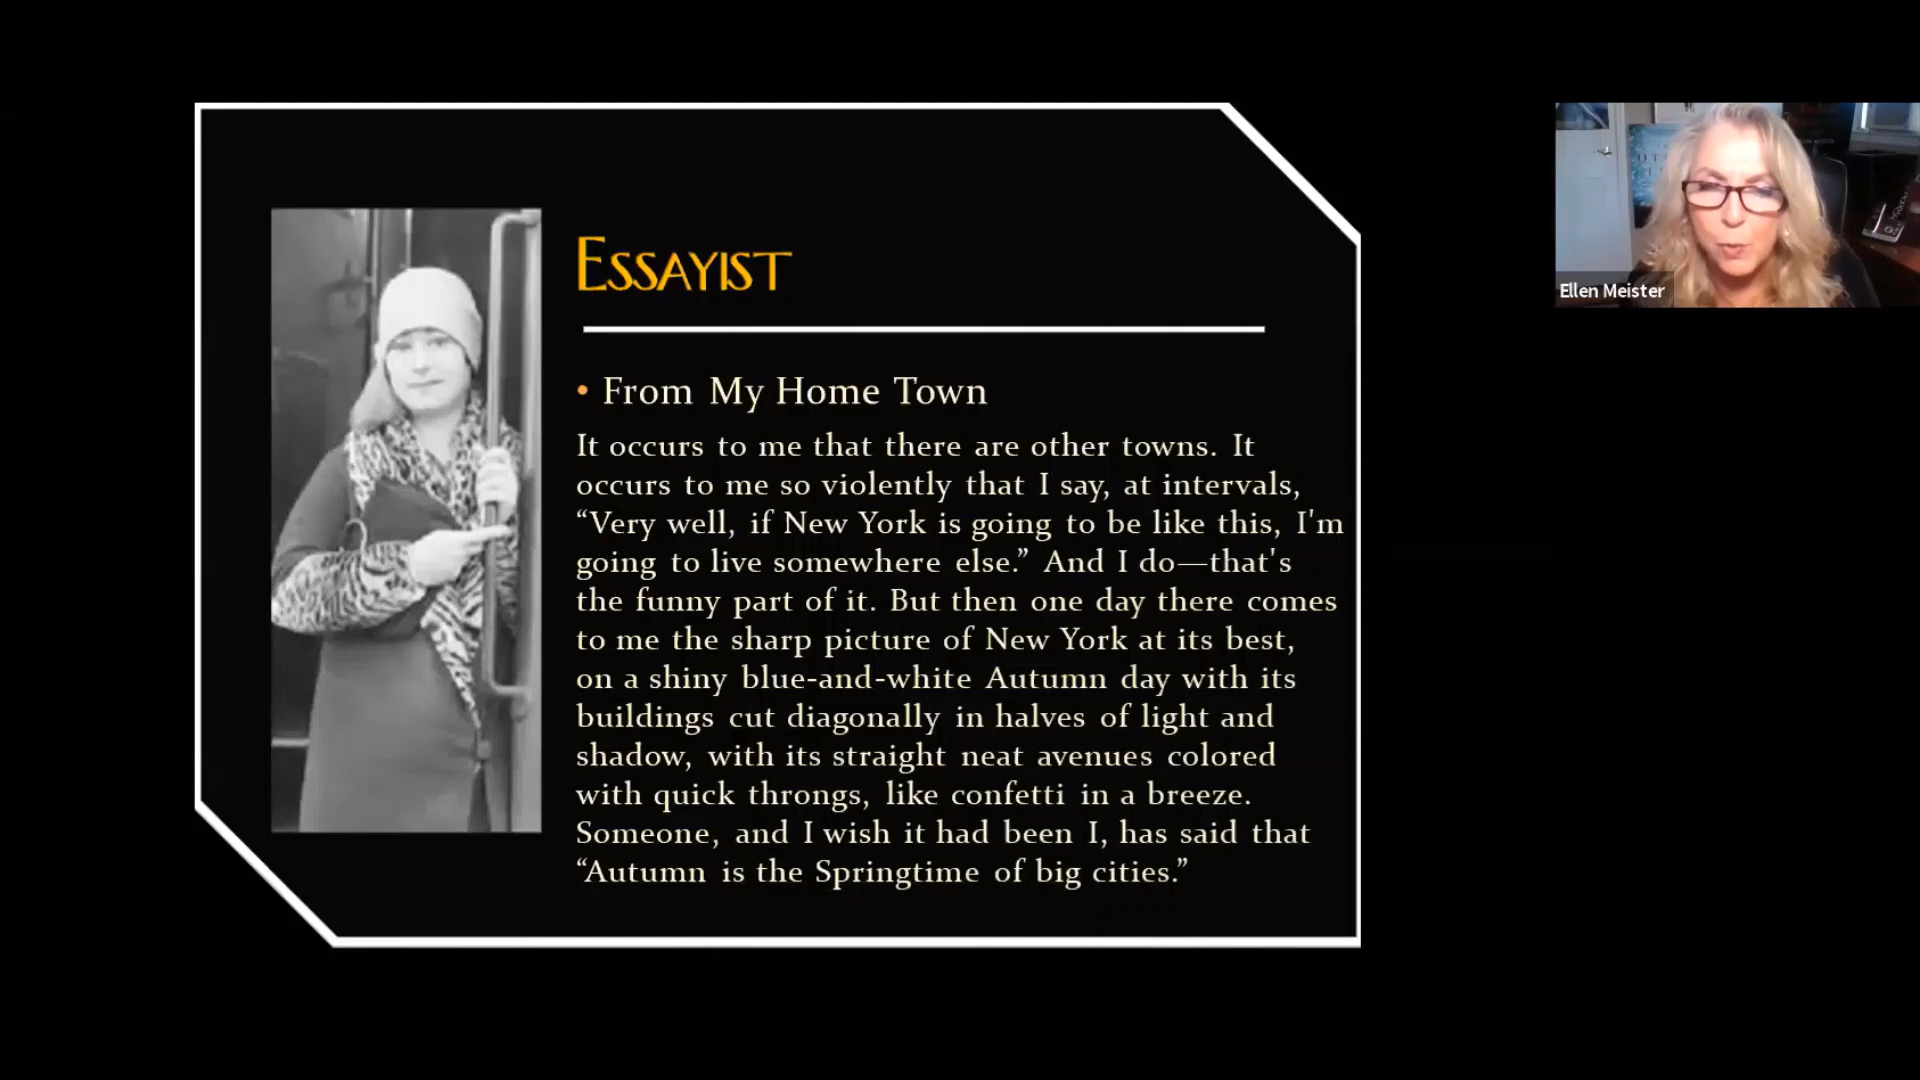 Essayist
• From My Home Town
It occurs to me that there are other towns. It
occurs to me so violently that I say, at intervals,
“Very well, if New York is going to be like this, I'm
going to live somewhere else.” And I do—that's
the funny part of it. But then one day there comes
to me the sharp picture of New York at its best,
on a shiny blue-and-white Autumn day with its
buildings cut diagonally in halves of light and
shadow, with its straight neat avenues colored
with quick throngs, like confetti in a breeze.
Someone, and I wish it had been I, has said that
“Autumn is the Springtime of big cities.”
Ellen Meister